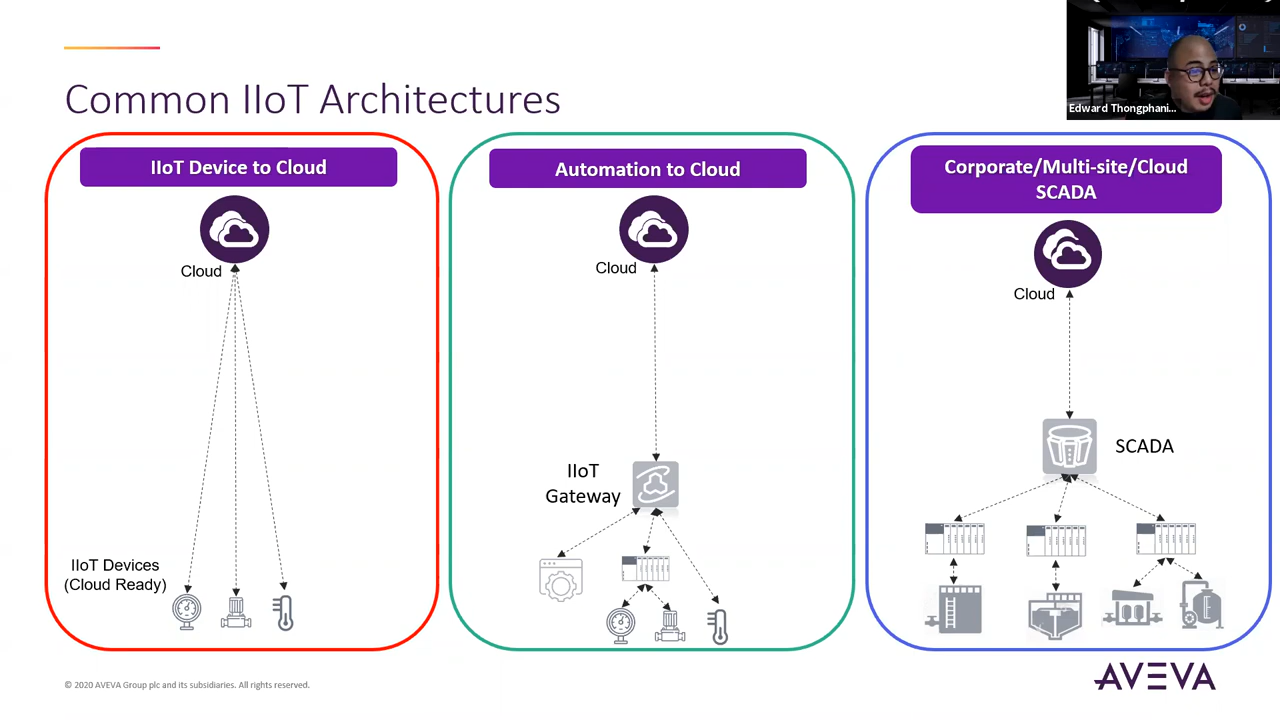 Common IIoT Architectures
Edward Thongphani...
IIoT Device to Cloud
Cloud
IIoT Devices
(Cloud Ready)
Automation to Cloud
Cloud
IIoT
Gateway
Corporate/Multi-site/Cloud
SCADA
Cloud
SCADA
© 2020 AVEVA Group plc and its subsidiaries. All rights reserved.
AVEVA